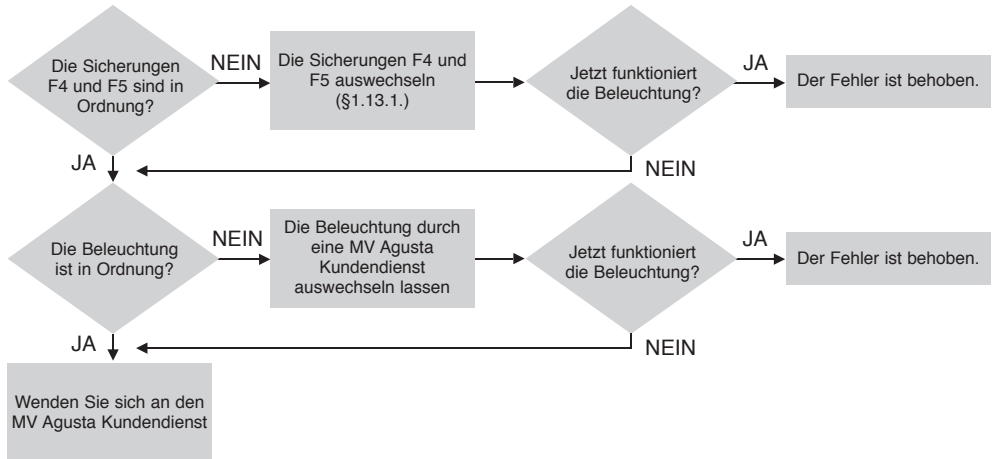 Die Sicherungen
F4 und F5 sind in
Ordnung?
NEIN
Die Sicherungen F4 und
F5 auswechseln
(§1.13.1.)
Jetzt funktioniert
die Beleuchtung?
JA
Der Fehler ist behoben.
JA
NEIN
Die Beleuchtung
ist in Ordnung?
NEIN
Die Beleuchtung durch
eine MV Agusta
Kundendienst
auswechseln lassen
Jetzt funktioniert
die Beleuchtung?
JA
Der Fehler ist behoben.
JA
NEIN
Wenden Sie sich an den
MV Agusta Kundendienst